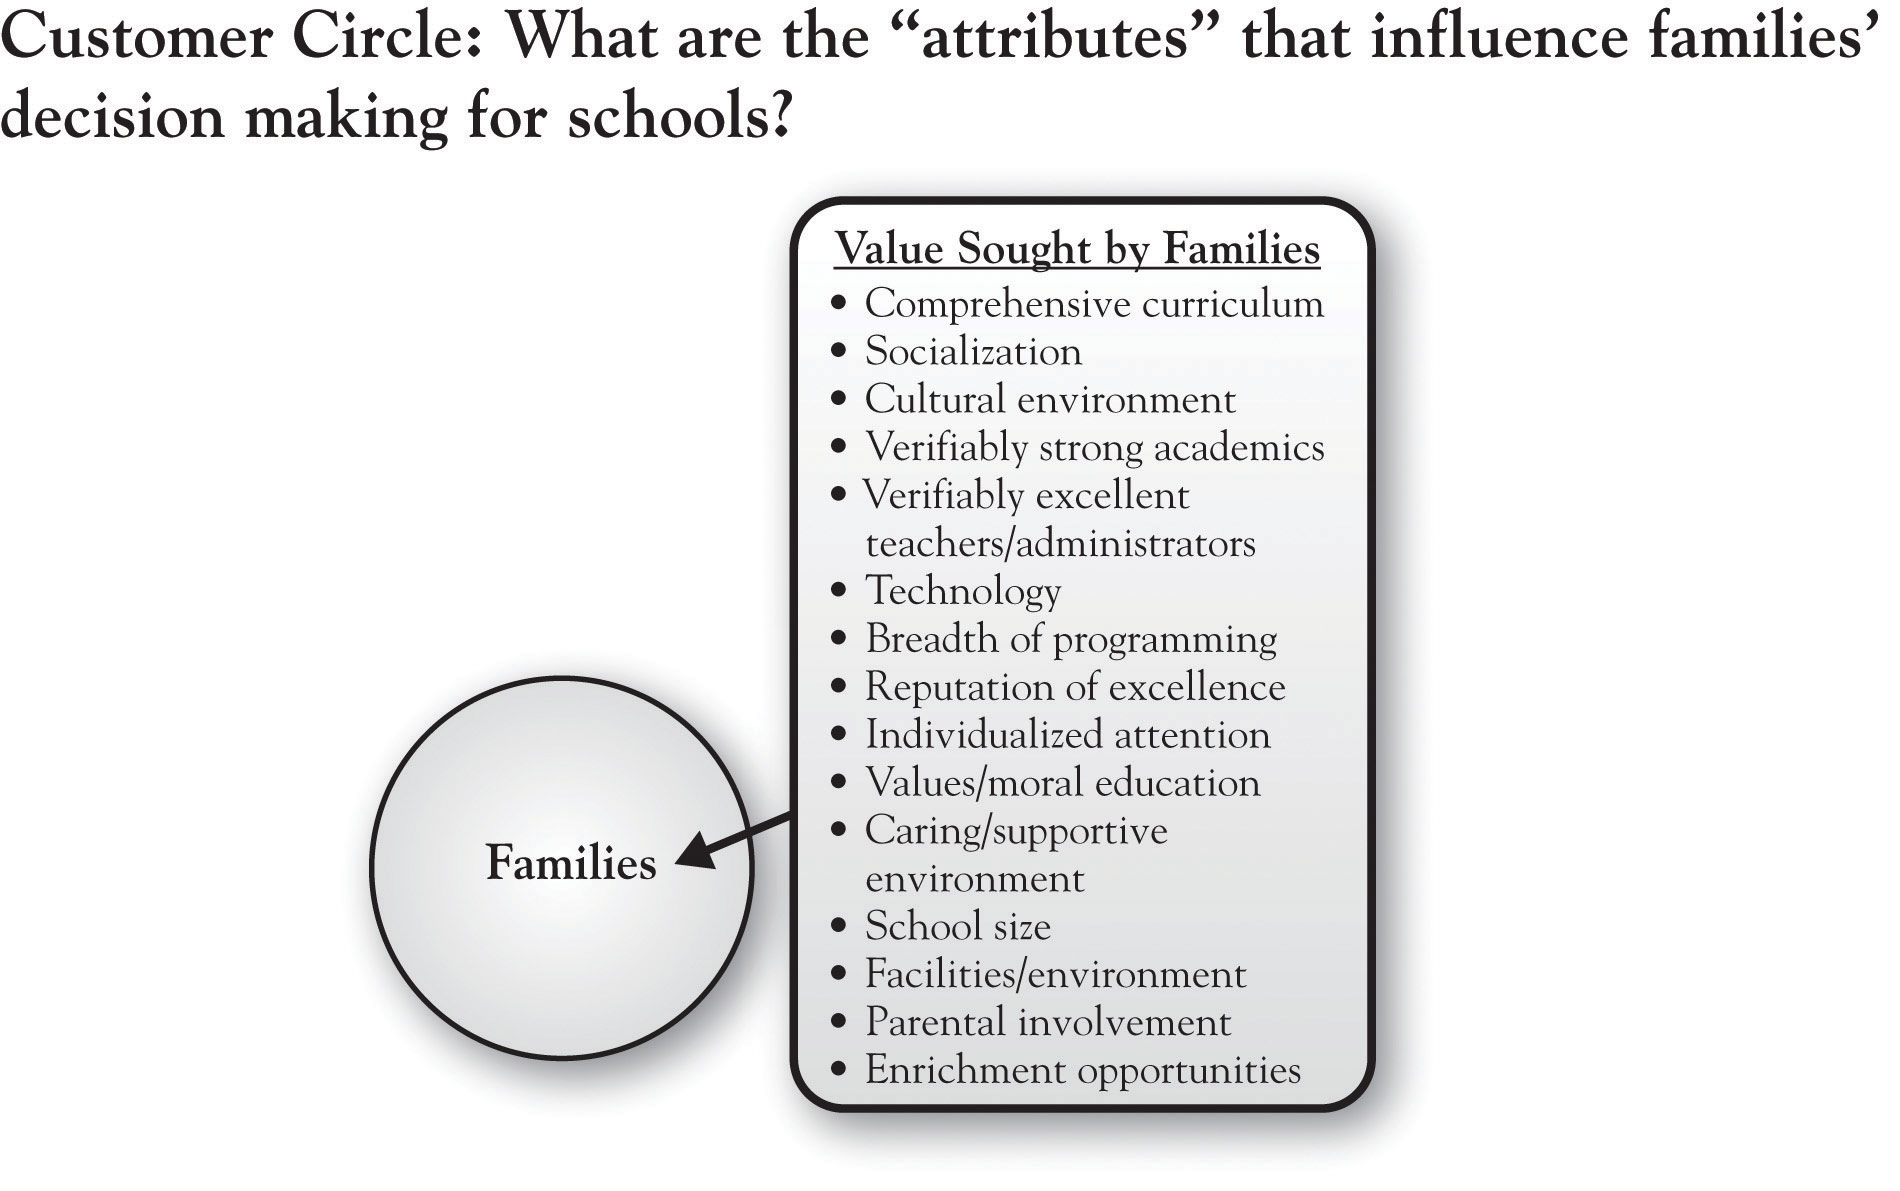 Customer Circle: What are the “attributes” that influence families’
decision making for schools?
Value Sought by Families
• Comprehensive curriculum
• Socialization
• Cultural environment
• Verifiably strong academics
• Verifiably excellent
teachers/administrators
• Technology
• Breadth of programming
• Reputation of excellence
• Individualized attention
• Values/moral education
• Caring/supportive
environment
• School size
• Facilities/environment
• Parental involvement
• Enrichment opportunities
Families